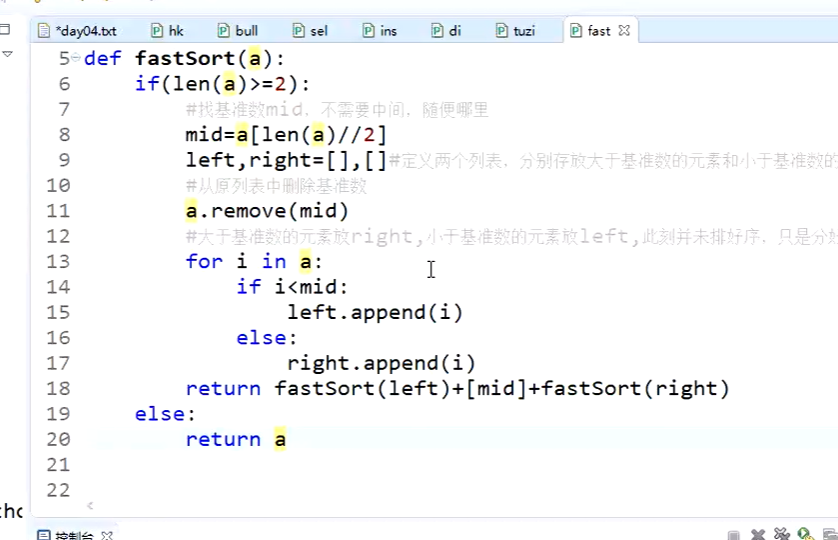 *day04.txt hk bull sel ins di tuzi fast
5 def fastSort(a):
6 if(len(a)>=2):
7 #找基准数mid，不需要中间，随便哪里
8 mid=a[len(a)//2]
9 left,right=[],[]#定义两个列表，分别存放大于基准数的元素和小于基准数的
10 #从原列表中删除基准数
11 a.remove(mid)
12 #大于基准数的元素放right,小于基准数的元素放left,此刻并未排好序，只是分好
13 for i in a:
14 if i<mid:
15 left.append(i)
16 else:
17 right.append(i)
18 return fastSort(left)+[mid]+fastSort(right)
19 else:
20 return a
21
22
控制台